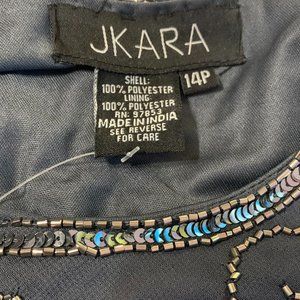 JKARA
14P
SHELL:
100% POLYESTER
LINING:
100% POLYESTER
RN: 97853
MADE IN INDIA
SEE REVERSE
FOR CARE